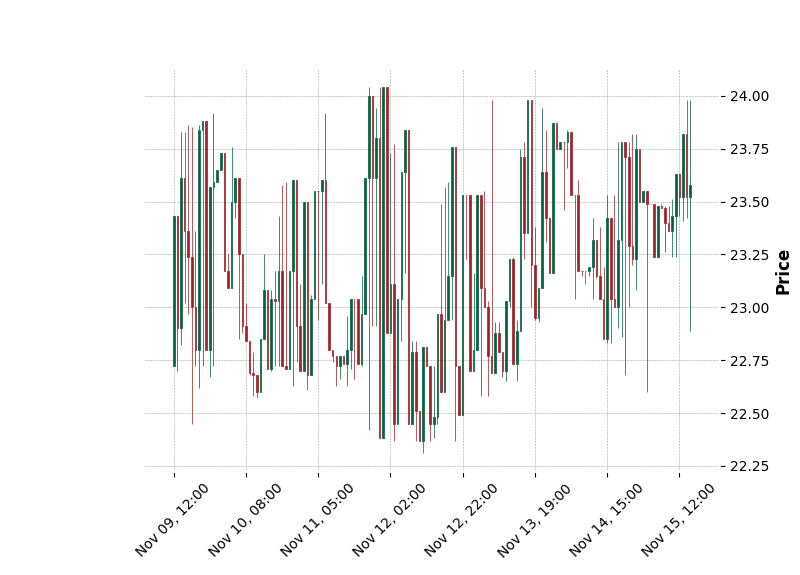 24.00
23.75
23.50
23.25
23.00
22.75
22.50
22.25
Price
Nov 09, 12:00
Nov 10, 08:00
Nov 11, 05:00
Nov 12, 02:00
Nov 12, 22:00
Nov 13, 19:00
Nov 14, 15:00
Nov 15, 12:00